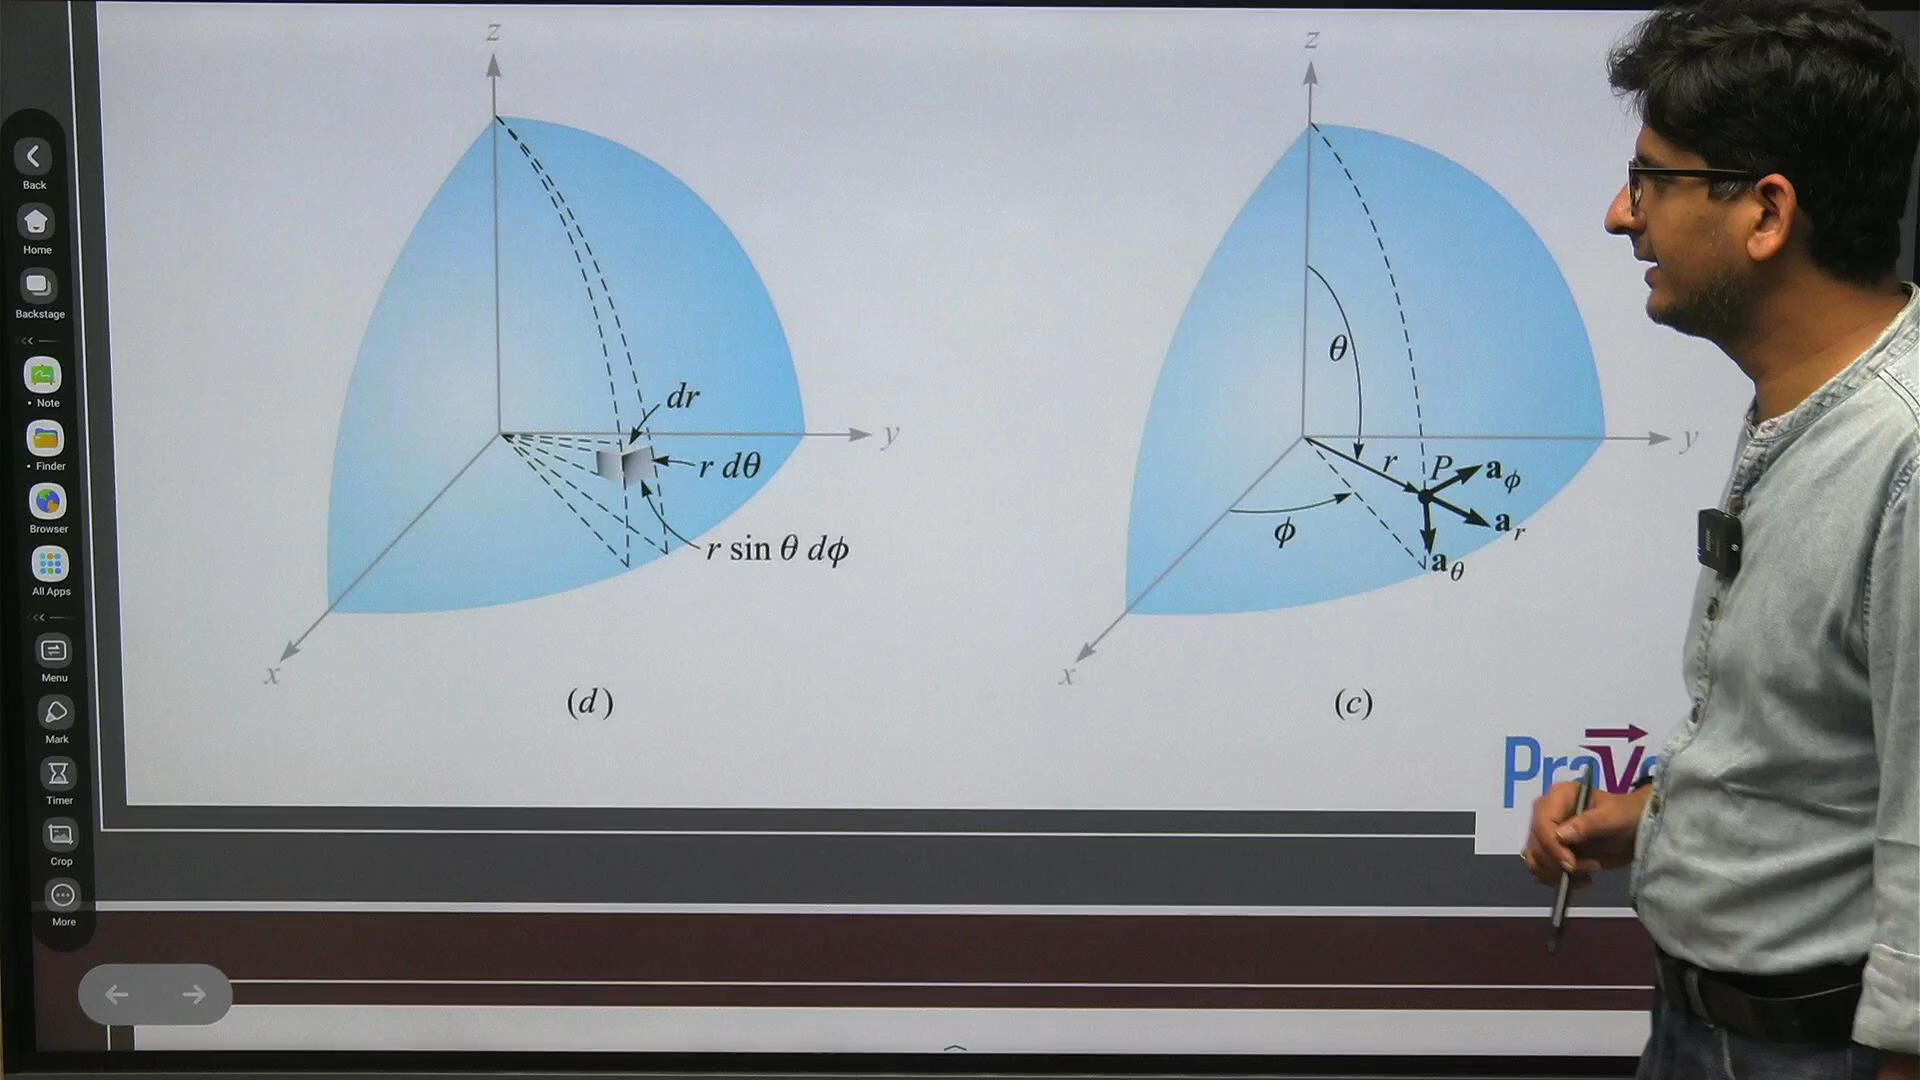 Back
Home
Backstage
Note
Finder
Browser
All Apps
Menu
Mark
Timer
Crop
More
z
y
x
dr
r dθ
r sin θ dϕ
(d)
z
y
x
θ
ϕ
r
P
a_ϕ
a_r
a_θ
(c)